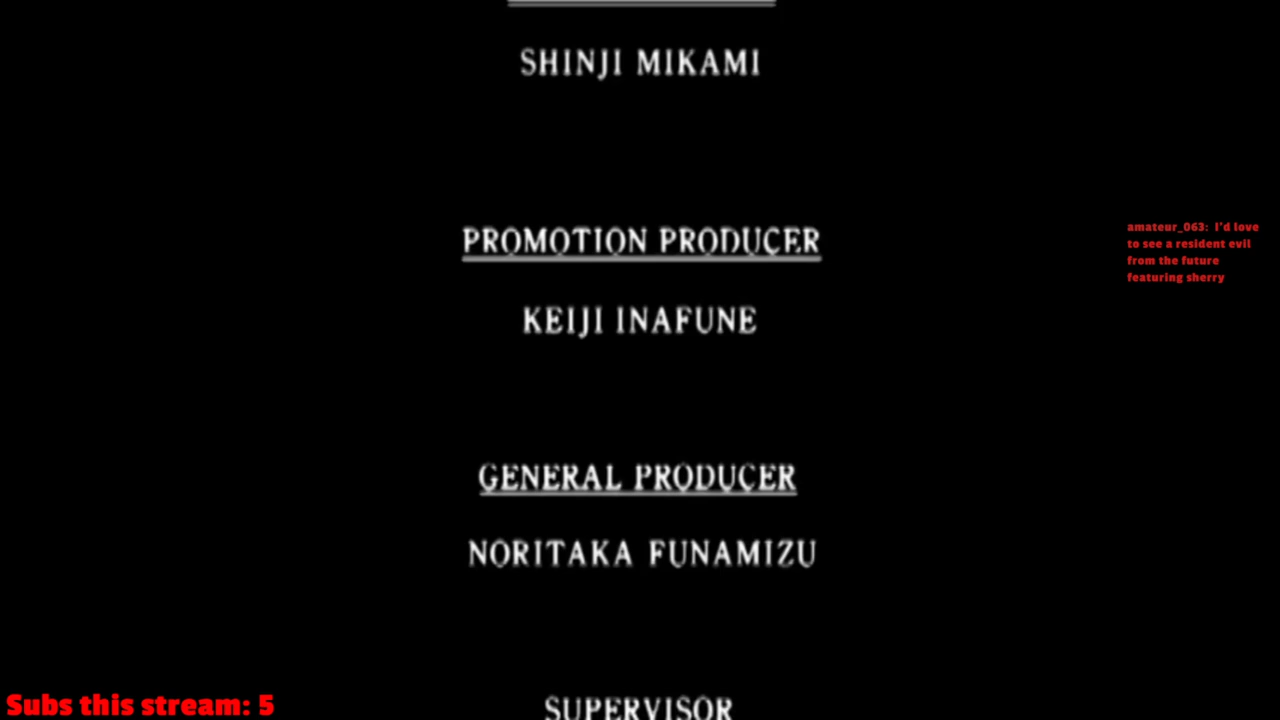 SHINJI MIKAMI
PROMOTION PRODUCER
KEIJI INAFUNE
GENERAL PRODUCER
NORITAKA FUNAMIZU
SUPERVISOR
amateur_063: I'd love
to see a resident evil
from the future
featuring sherry
Subs this stream: 5